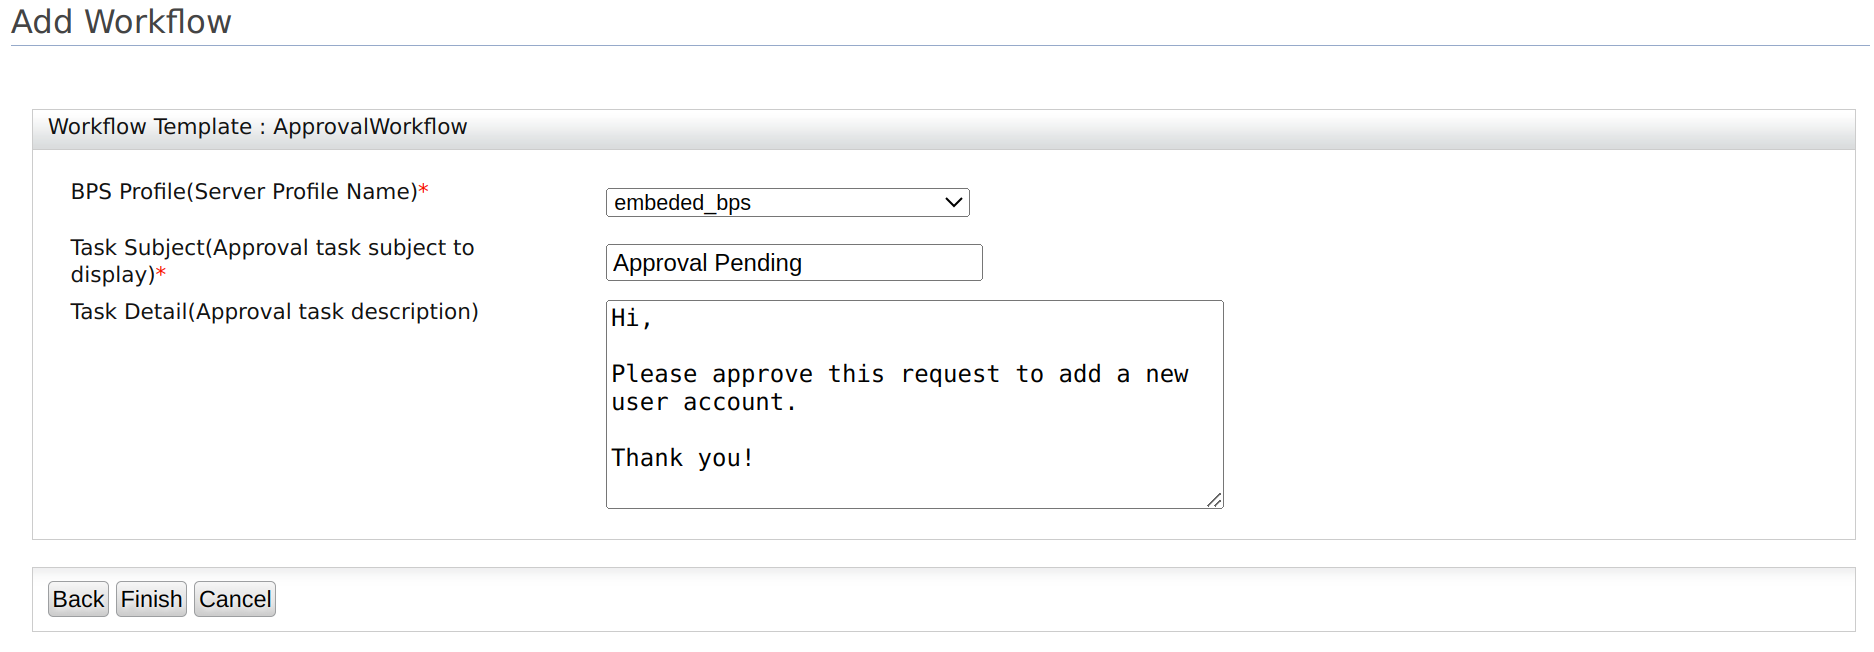 Add Workflow
Workflow Template : ApprovalWorkflow
BPS Profile(Server Profile Name)*
embeded_bps
Task Subject(Approval task subject to
display)*
Approval Pending
Task Detail(Approval task description)
Hi,
Please approve this request to add a new
user account.
Thank you!
Back Finish Cancel